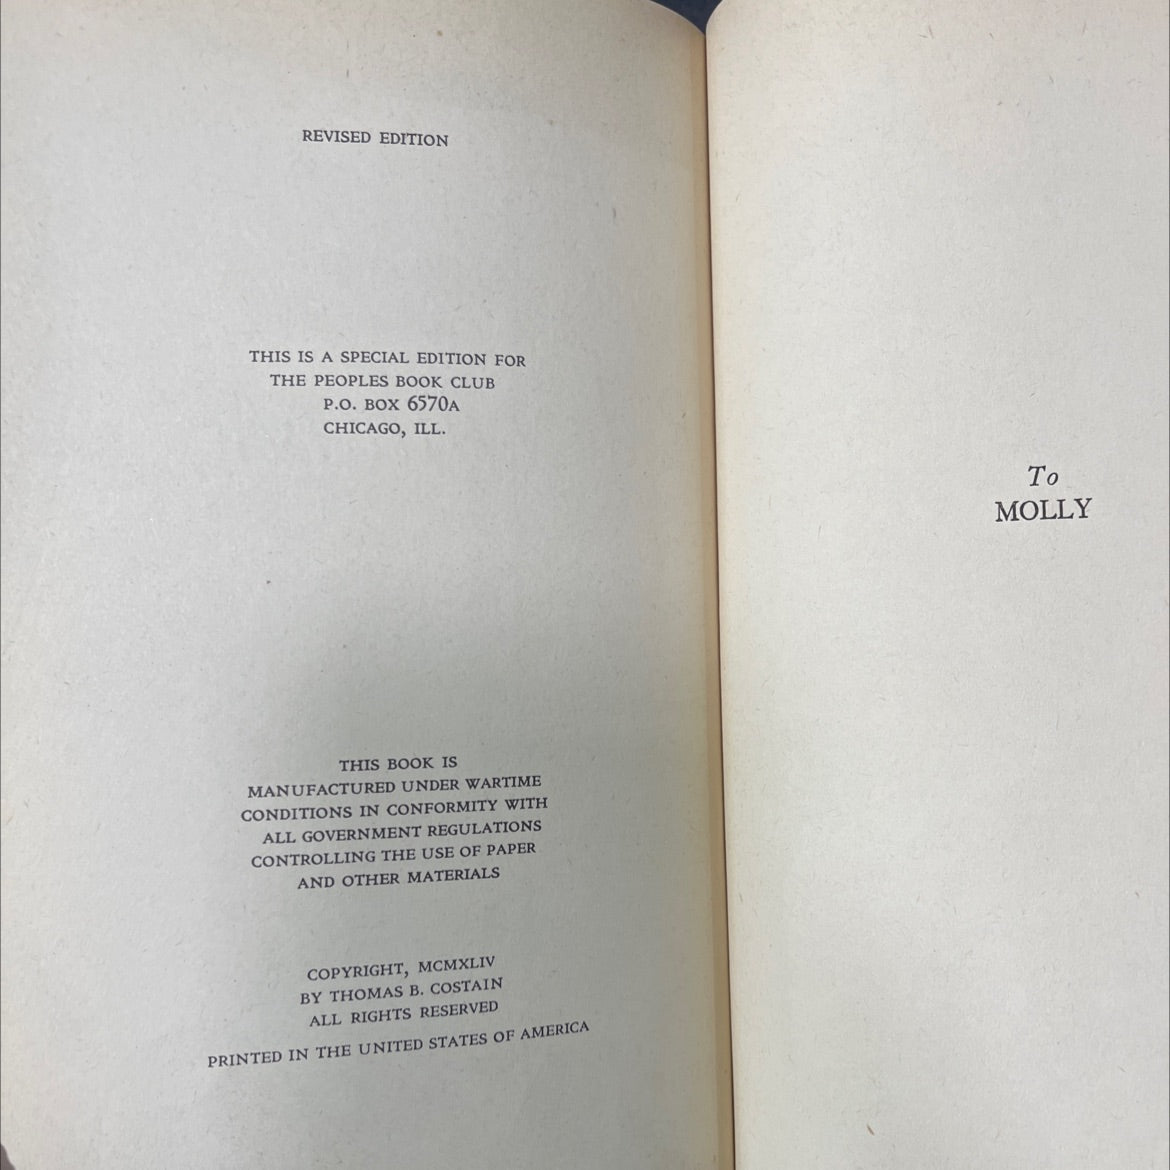 REVISED EDITION
THIS IS A SPECIAL EDITION FOR
THE PEOPLES BOOK CLUB
P.O. BOX 6570A
CHICAGO, ILL.
THIS BOOK IS
MANUFACTURED UNDER WARTIME
CONDITIONS IN CONFORMITY WITH
ALL GOVERNMENT REGULATIONS
CONTROLLING THE USE OF PAPER
AND OTHER MATERIALS
COPYRIGHT, MCMXLIV
BY THOMAS B. COSTAIN
ALL RIGHTS RESERVED
PRINTED IN THE UNITED STATES OF AMERICA
To
MOLLY